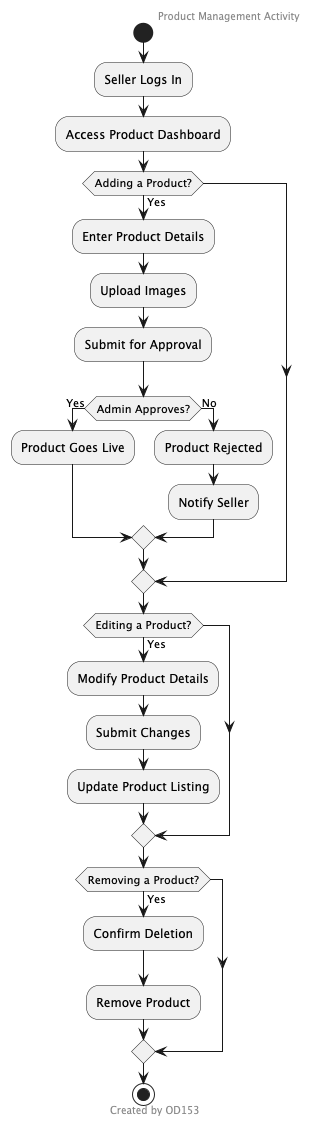 Product Management Activity
Seller Logs In
Access Product Dashboard
Adding a Product?
Yes
Enter Product Details
Upload Images
Submit for Approval
Yes
Admin Approves?
No
Product Goes Live
Product Rejected
Notify Seller
Editing a Product?
Yes
Modify Product Details
Submit Changes
Update Product Listing
Removing a Product?
Yes
Confirm Deletion
Remove Product
Created by OD153